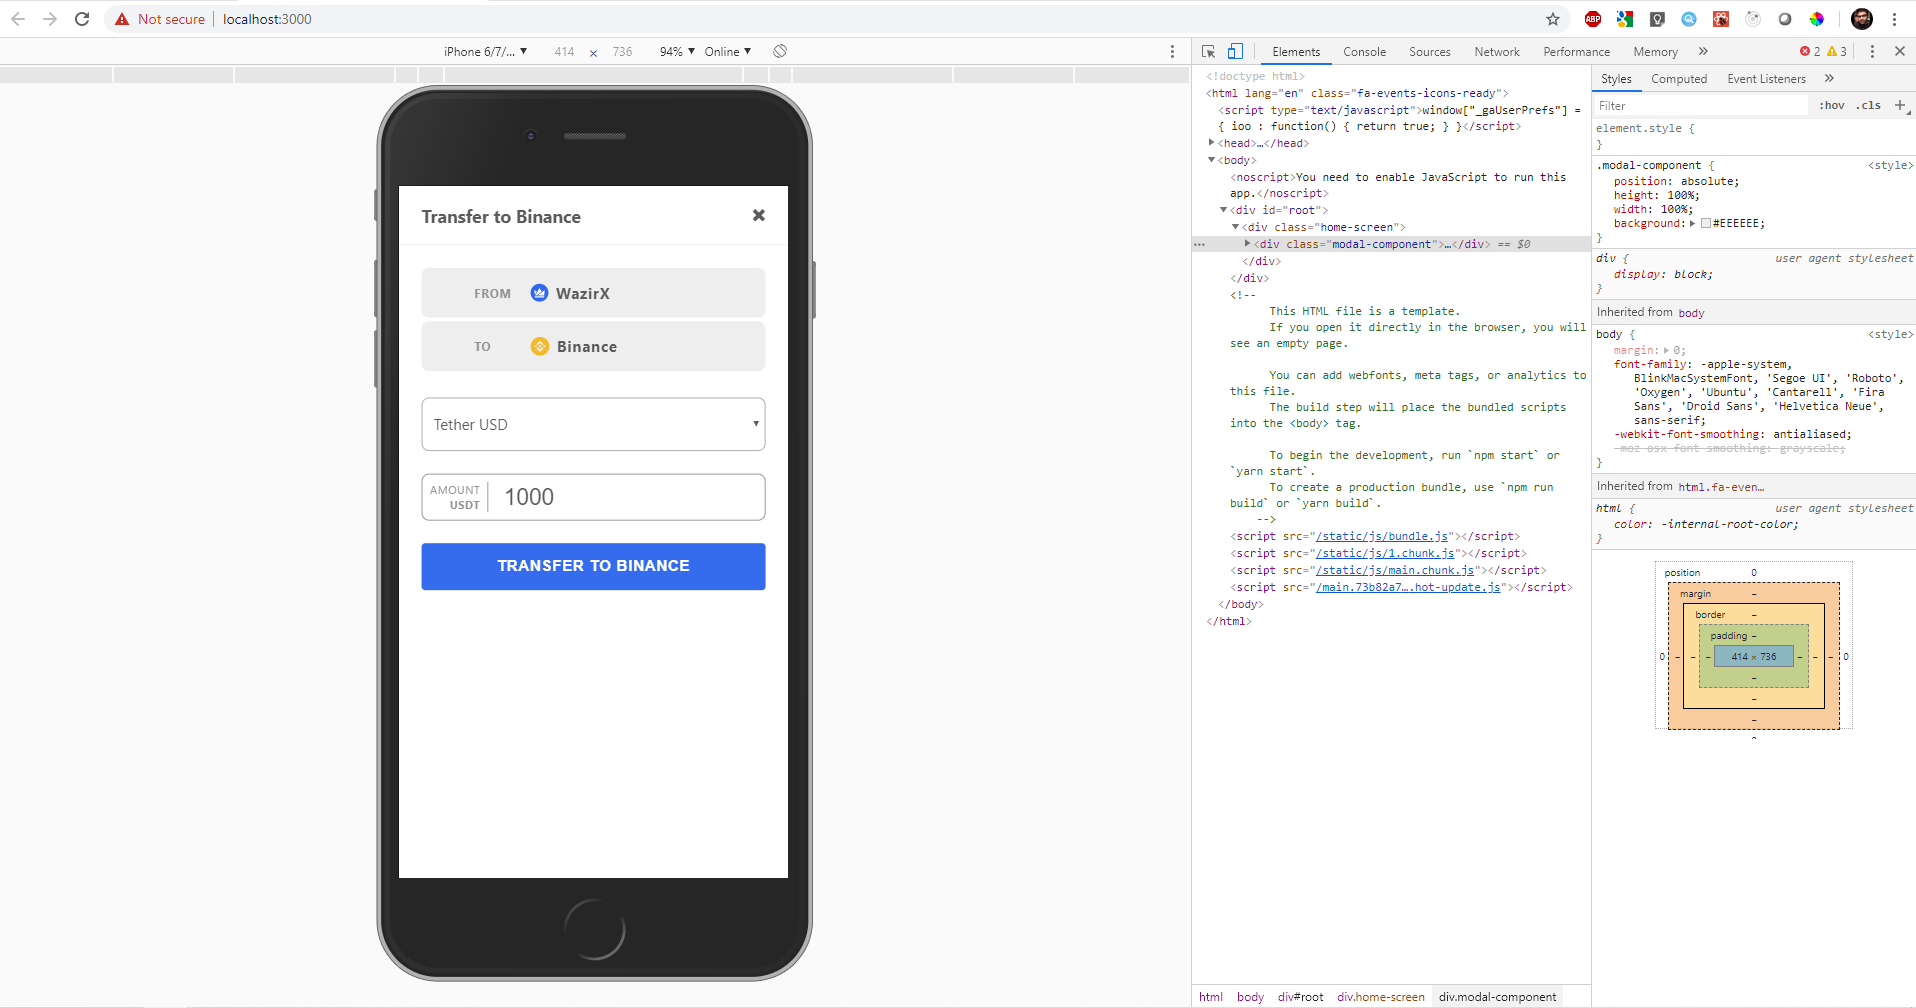 Not secure
localhost:3000
ABP
iPhone 6/7/... ▼ 414 × 736 94% ▼ Online ▼
Elements Console Sources Network Performance Memory » 2 3
Transfer to Binance
FROM WazirX
TO Binance
Tether USD
AMOUNT
USDT
1000
TRANSFER TO BINANCE
<!doctype html>
<html lang="en" class="fa-events-icons-ready">
<script type="text/javascript">window["_gaUserPrefs"] =
{ ioo : function() { return true; } }</script>
<head>…</head>
<body>
<noscript>You need to enable JavaScript to run this
app.</noscript>
<div id="root">
<div class="home-screen">
<div class="modal-component">…</div> == $0
</div>
</div>
<!--
This HTML file is a template.
If you open it directly in the browser, you will
see an empty page.
You can add webfonts, meta tags, or analytics to
this file.
The build step will place the bundled scripts
into the <body> tag.
To begin the development, run `npm start` or
`yarn start`.
To create a production bundle, use `npm run
build` or `yarn build`.
-->
<script src="/static/js/bundle.js"></script>
<script src="/static/js/1.chunk.js"></script>
<script src="/static/js/main.chunk.js"></script>
<script src="/main.73b82a7….hot-update.js"></script>
</body>
</html>
html body div#root div.home-screen div.modal-component
Styles Computed Event Listeners »
Filter :hov .cls +
element.style {
}
.modal-component { <style>
position: absolute;
height: 100%;
width: 100%;
background: #EEEEEE;
}
div { user agent stylesheet
display: block;
}
Inherited from body
body { <style>
margin: 0;
font-family: -apple-system,
BlinkMacSystemFont, 'Segoe UI', 'Roboto',
'Oxygen', 'Ubuntu', 'Cantarell', 'Fira
Sans', 'Droid Sans', 'Helvetica Neue',
sans-serif;
-webkit-font-smoothing: antialiased;
-moz-osx-font-smoothing: grayscale;
}
Inherited from html.fa-even…
html { user agent stylesheet
color: -internal-root-color;
}
position 0
margin –
border –
padding –
0 – – – 414 × 736 – – – 0
–
–
–